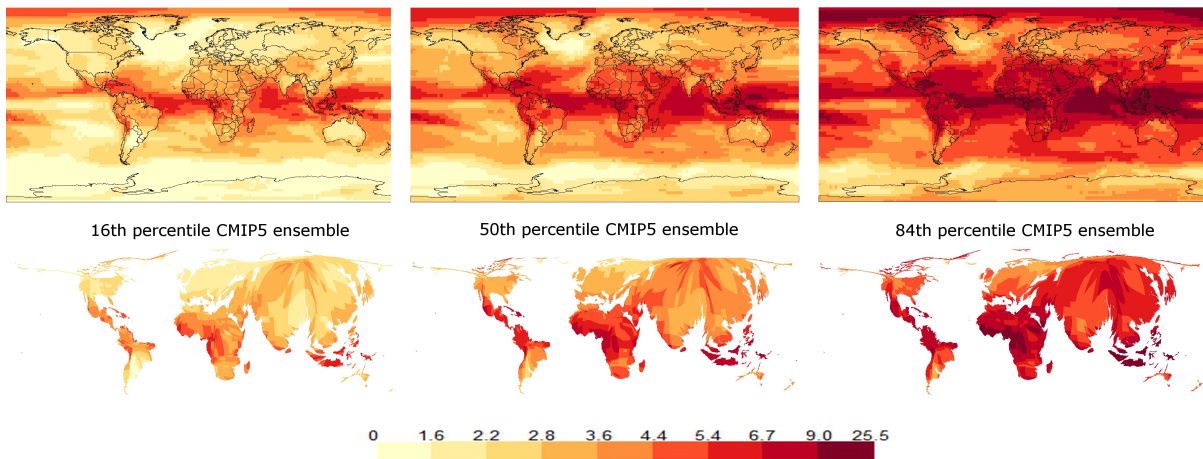 16th percentile CMIP5 ensemble
50th percentile CMIP5 ensemble
84th percentile CMIP5 ensemble
0 1.6 2.2 2.8 3.6 4.4 5.4 6.7 9.0 25.5